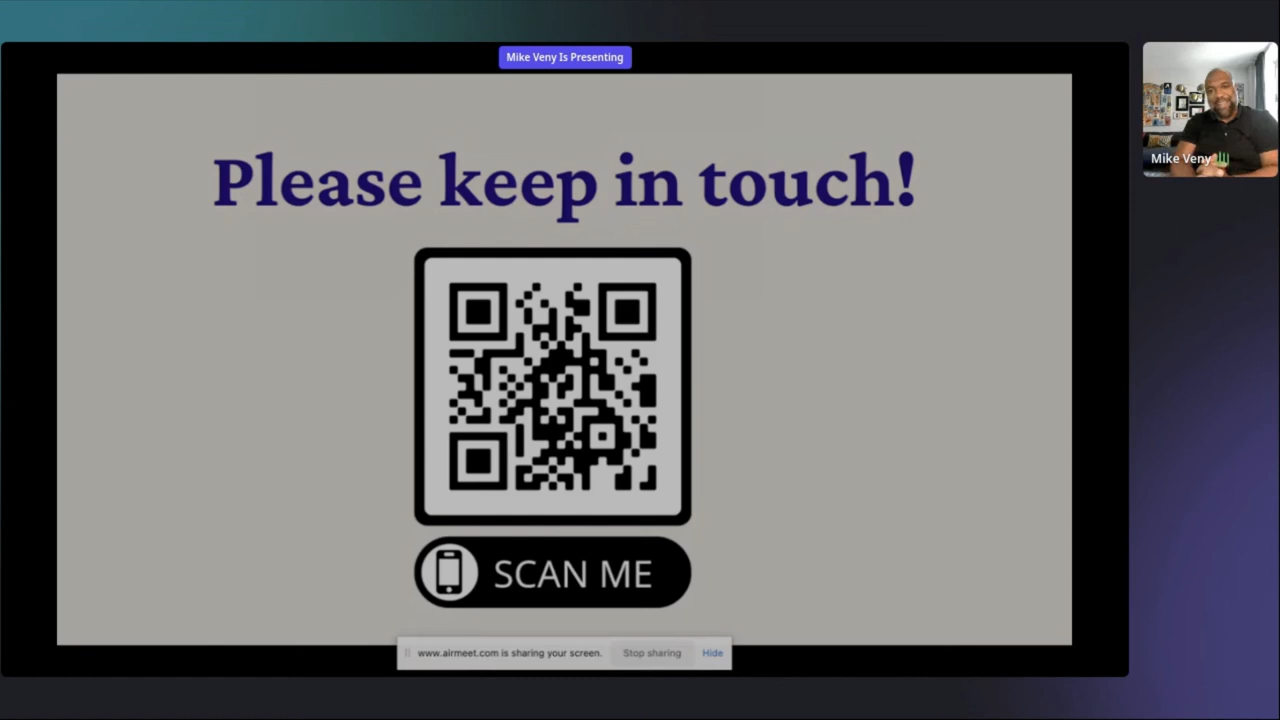 Mike Veny Is Presenting
Please keep in touch!
Mike Veny
SCAN ME
www.airmeet.com is sharing your screen. Stop sharing Hide